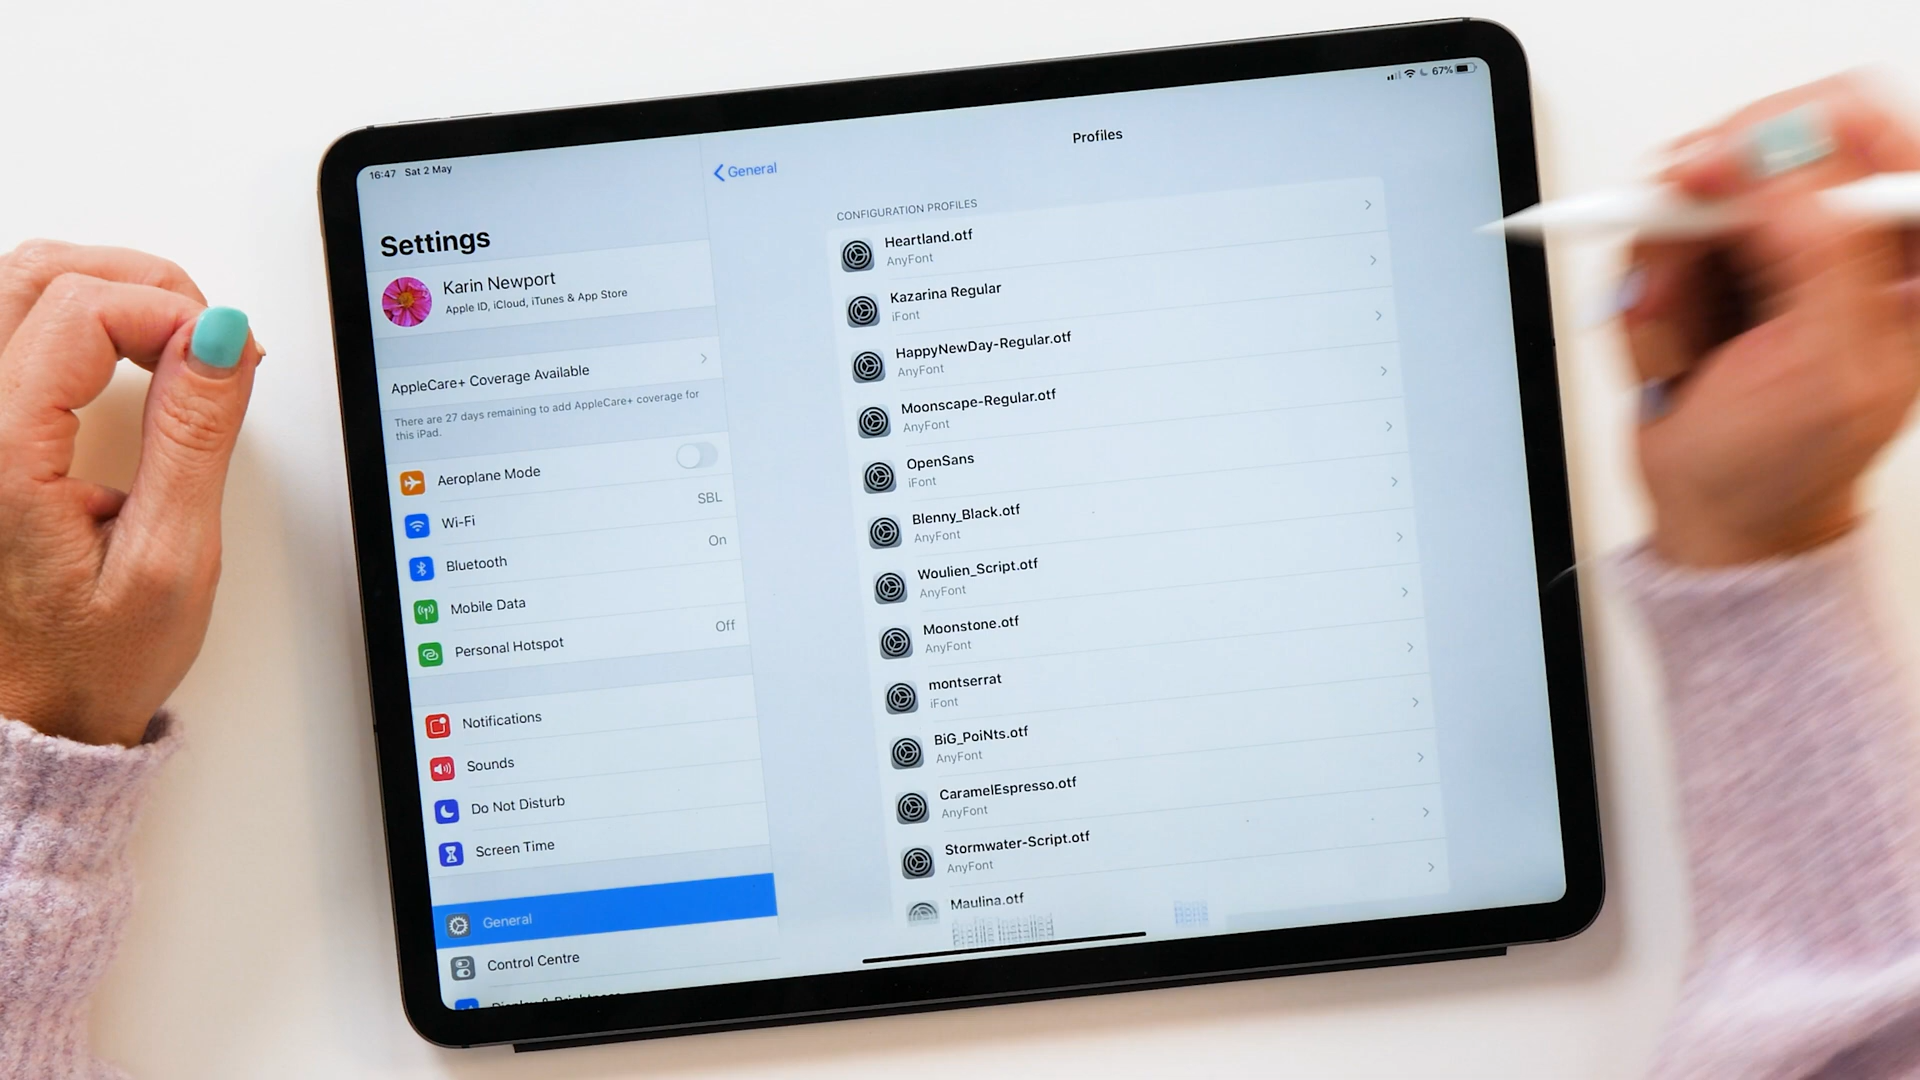 16:47 Sat 2 May
67%
Settings
Karin Newport
Apple ID, iCloud, iTunes & App Store
AppleCare+ Coverage Available
There are 27 days remaining to add AppleCare+ coverage for
this iPad.
Aeroplane Mode
Wi-Fi SBL
Bluetooth On
Mobile Data
Personal Hotspot Off
Notifications
Sounds
Do Not Disturb
Screen Time
General
Control Centre
Display & Brightness
General
Profiles
CONFIGURATION PROFILES
Heartland.otf
AnyFont
Kazarina Regular
iFont
HappyNewDay-Regular.otf
AnyFont
Moonscape-Regular.otf
AnyFont
OpenSans
iFont
Blenny_Black.otf
AnyFont
Woulien_Script.otf
AnyFont
Moonstone.otf
AnyFont
montserrat
iFont
BiG_PoiNts.otf
AnyFont
CaramelEspresso.otf
AnyFont
Stormwater-Script.otf
AnyFont
Maulina.otf